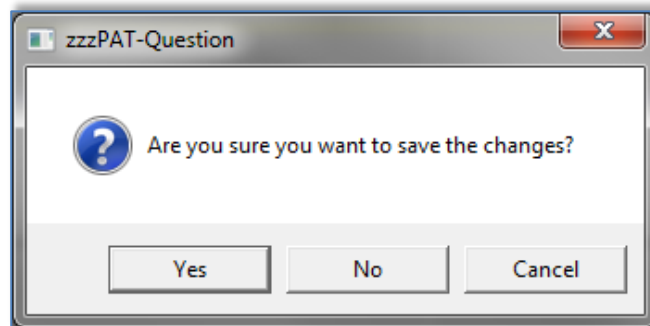 zzzPAT-Question
Are you sure you want to save the changes?
Yes No Cancel